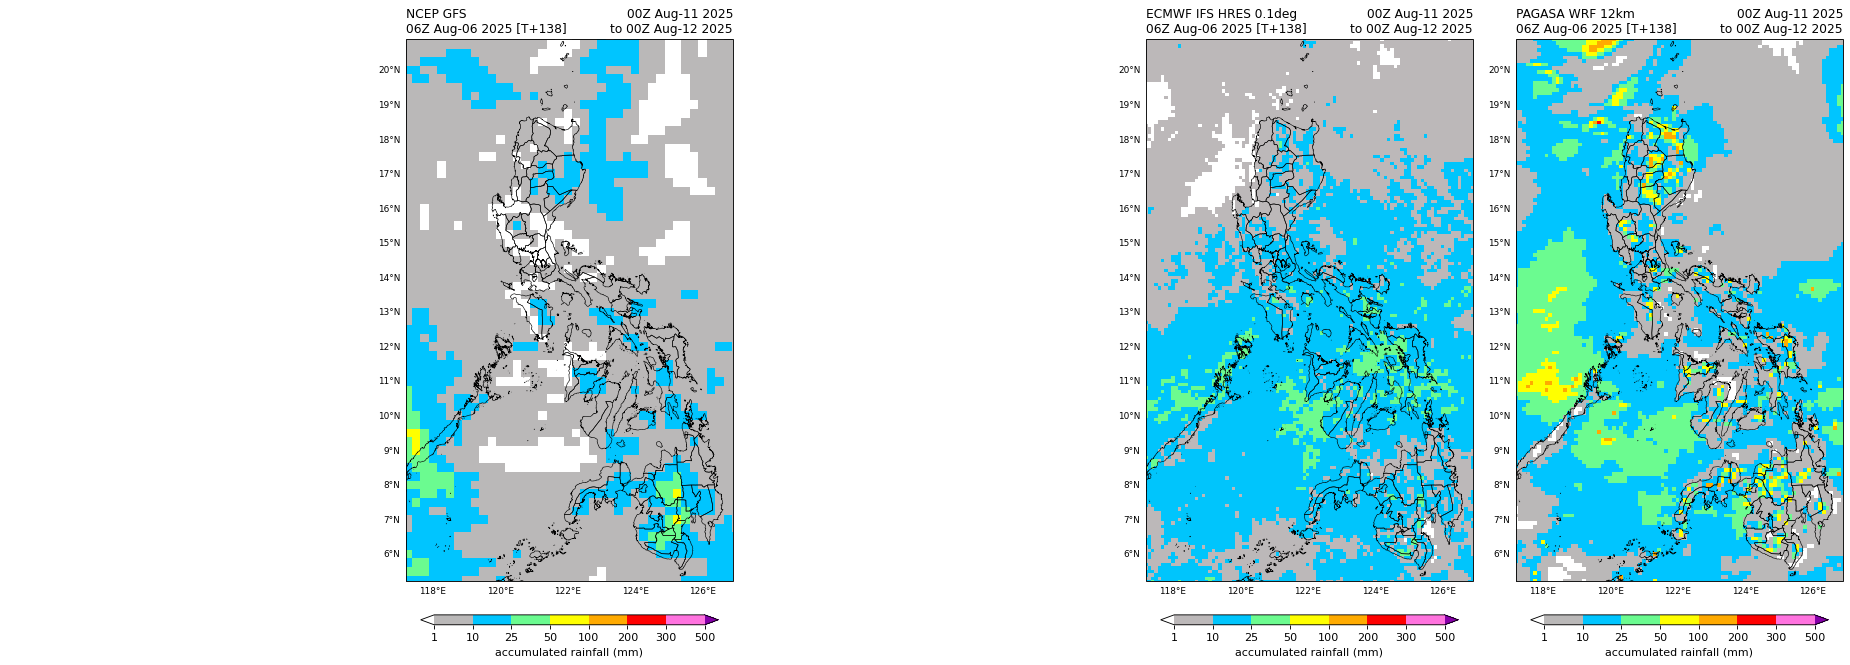 NCEP GFS 00Z Aug-11 2025
06Z Aug-06 2025 [T+138] to 00Z Aug-12 2025
20°N
19°N
18°N
17°N
16°N
15°N
14°N
13°N
12°N
11°N
10°N
9°N
8°N
7°N
6°N
118°E 120°E 122°E 124°E 126°E
1 10 25 50 100 200 300 500
accumulated rainfall (mm)
ECMWF IFS HRES 0.1deg 00Z Aug-11 2025
06Z Aug-06 2025 [T+138] to 00Z Aug-12 2025
20°N
19°N
18°N
17°N
16°N
15°N
14°N
13°N
12°N
11°N
10°N
9°N
8°N
7°N
6°N
118°E 120°E 122°E 124°E 126°E
1 10 25 50 100 200 300 500
accumulated rainfall (mm)
PAGASA WRF 12km 00Z Aug-11 2025
06Z Aug-06 2025 [T+138] to 00Z Aug-12 2025
20°N
19°N
18°N
17°N
16°N
15°N
14°N
13°N
12°N
11°N
10°N
9°N
8°N
7°N
6°N
118°E 120°E 122°E 124°E 126°E
1 10 25 50 100 200 300 500
accumulated rainfall (mm)